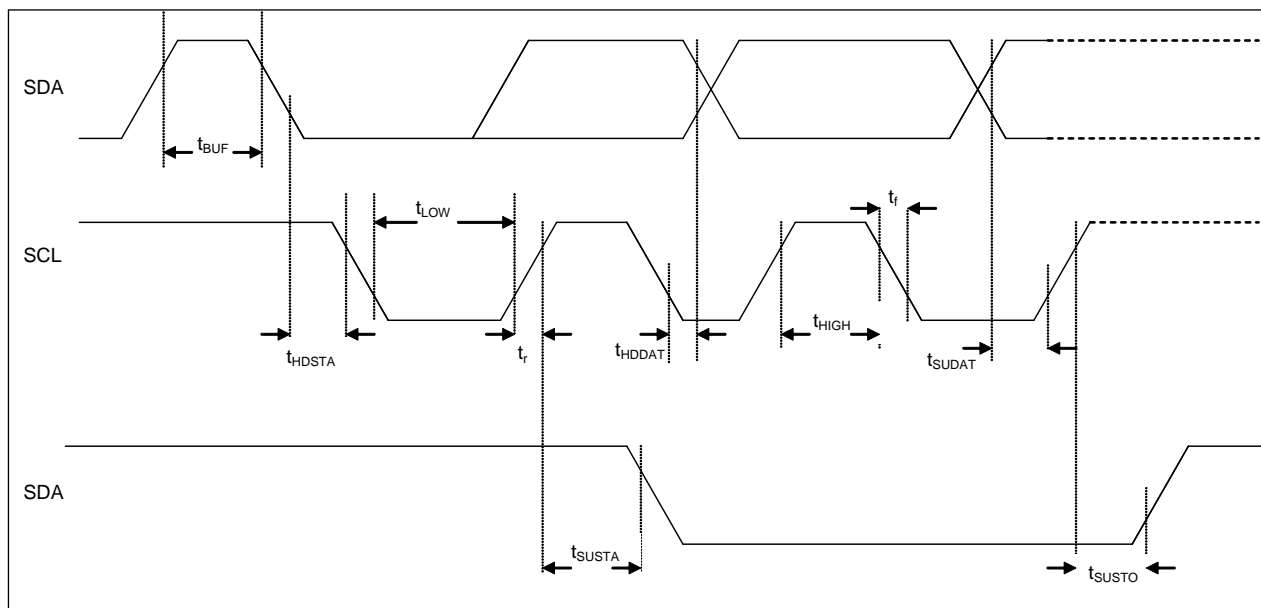 SDA
tBUF
tLOW
tf
SCL
tHDSTA
tr
tHDDAT
tHIGH
tSUDAT
SDA
tSUSTA
tSUSTO